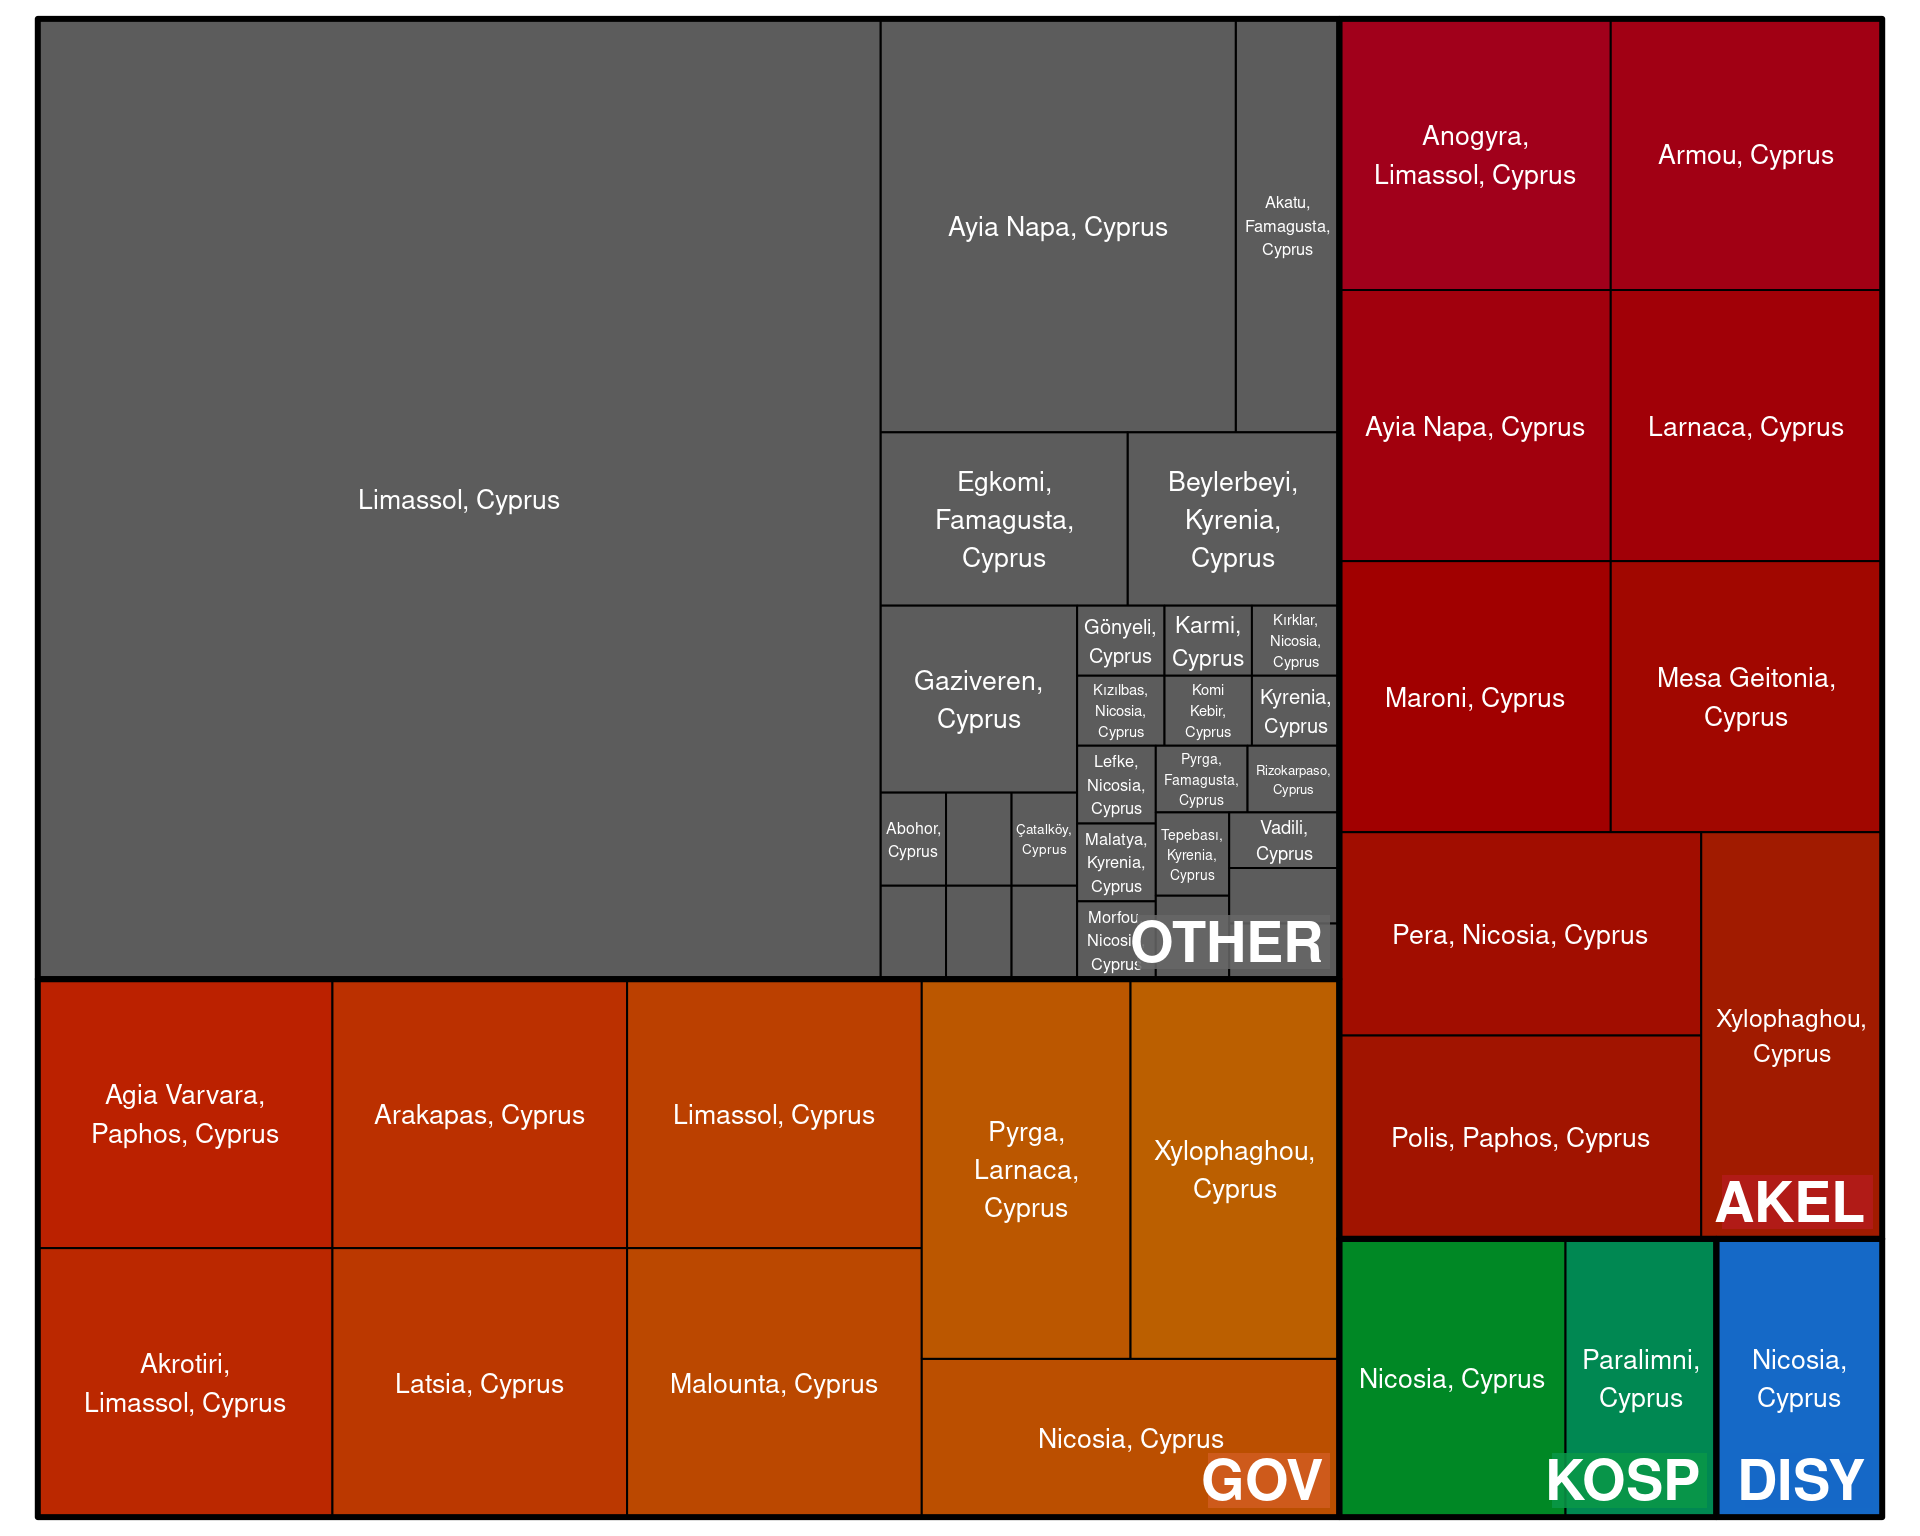 Limassol, Cyprus
Ayia Napa, Cyprus
Akatu,
Famagusta,
Cyprus
Egkomi,
Famagusta,
Cyprus
Beylerbeyi,
Kyrenia,
Cyprus
Gaziveren,
Cyprus
Gönyeli,
Cyprus
Karmi,
Cyprus
Kırklar,
Nicosia,
Cyprus
Kızılbas,
Nicosia,
Cyprus
Komi
Kebir,
Cyprus
Kyrenia,
Cyprus
Lefke,
Nicosia,
Cyprus
Pyrga,
Famagusta,
Cyprus
Rizokarpaso,
Cyprus
Abohor,
Cyprus
Çatalköy,
Cyprus
Malatya,
Kyrenia,
Cyprus
Tepebası,
Kyrenia,
Cyprus
Vadili,
Cyprus
Morfou,
Nicosia,
Cyprus
OTHER
Anogyra,
Limassol, Cyprus
Armou, Cyprus
Ayia Napa, Cyprus
Larnaca, Cyprus
Maroni, Cyprus
Mesa Geitonia,
Cyprus
Pera, Nicosia, Cyprus
Polis, Paphos, Cyprus
Xylophaghou,
Cyprus
AKEL
Agia Varvara,
Paphos, Cyprus
Arakapas, Cyprus
Limassol, Cyprus
Pyrga,
Larnaca,
Cyprus
Xylophaghou,
Cyprus
Akrotiri,
Limassol, Cyprus
Latsia, Cyprus
Malounta, Cyprus
Nicosia, Cyprus
GOV
Nicosia, Cyprus
Paralimni,
Cyprus
KOSP
Nicosia,
Cyprus
DISY